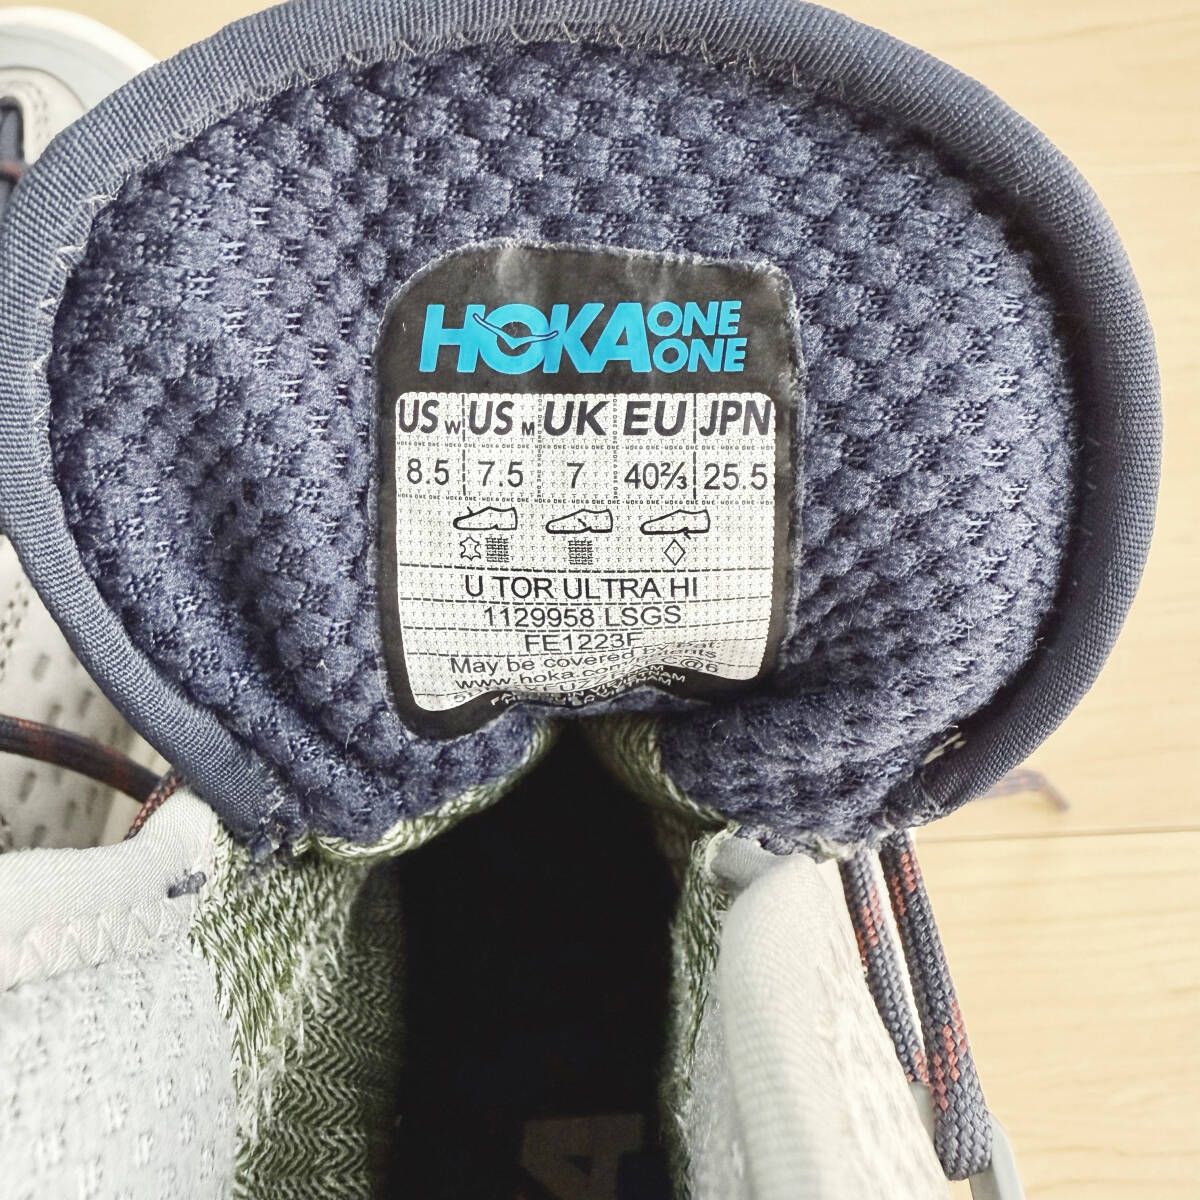 HOKA ONE ONE
US W US M UK EU JPN
8.5 7.5 7 40⅔ 25.5
U TOR ULTRA HI
1129958 LSGS
FE1223F
May be covered by
www.hoka.com/